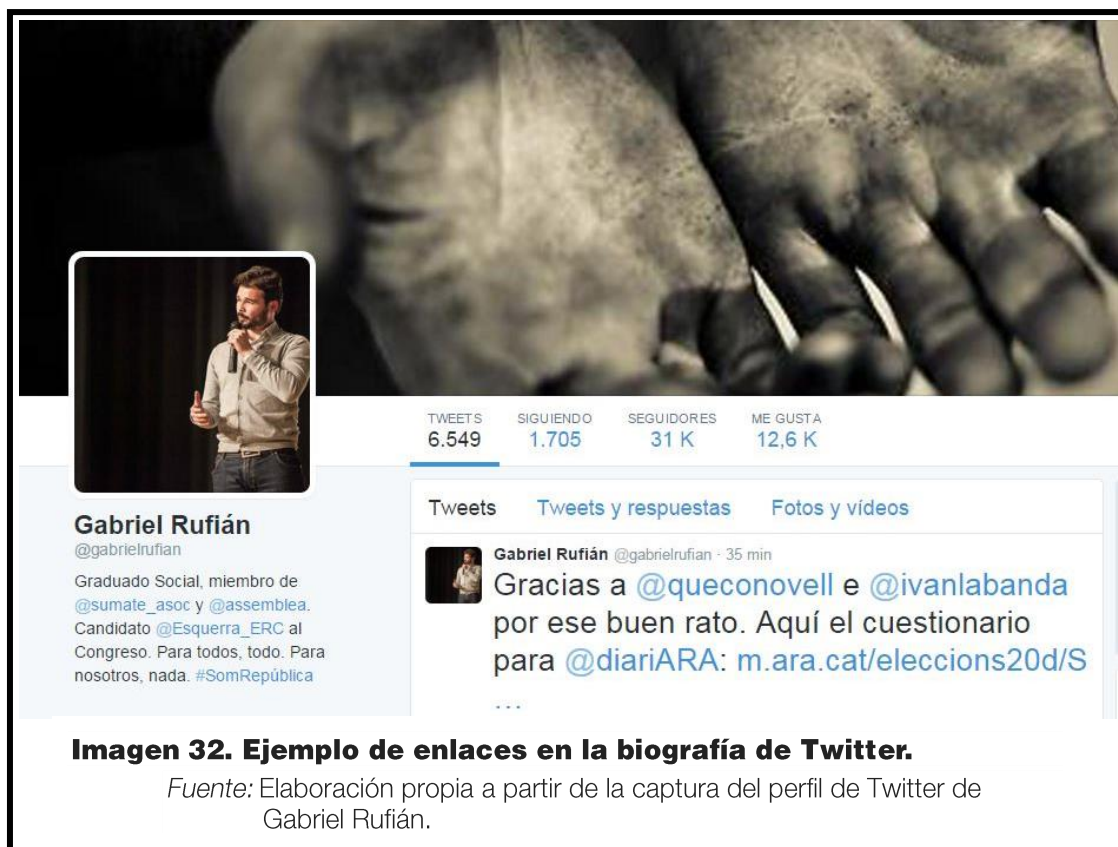 TWEETS SIGUIENDO SEGUIDORES ME GUSTA
6.549 1.705 31 K 12,6 K
Gabriel Rufián
@gabrielrufian
Graduado Social, miembro de
@sumate_asoc y @assemblea.
Candidato @Esquerra_ERC al
Congreso. Para todos, todo. Para
nosotros, nada. #SomRepública
Tweets Tweets y respuestas Fotos y vídeos
Gabriel Rufián @gabrielrufian · 35 min
Gracias a @queconovell e @ivanlabanda
por ese buen rato. Aquí el cuestionario
para @diariARA: m.ara.cat/eleccions20d/S
...
Imagen 32. Ejemplo de enlaces en la biografía de Twitter.
Fuente: Elaboración propia a partir de la captura del perfil de Twitter de
Gabriel Rufián.